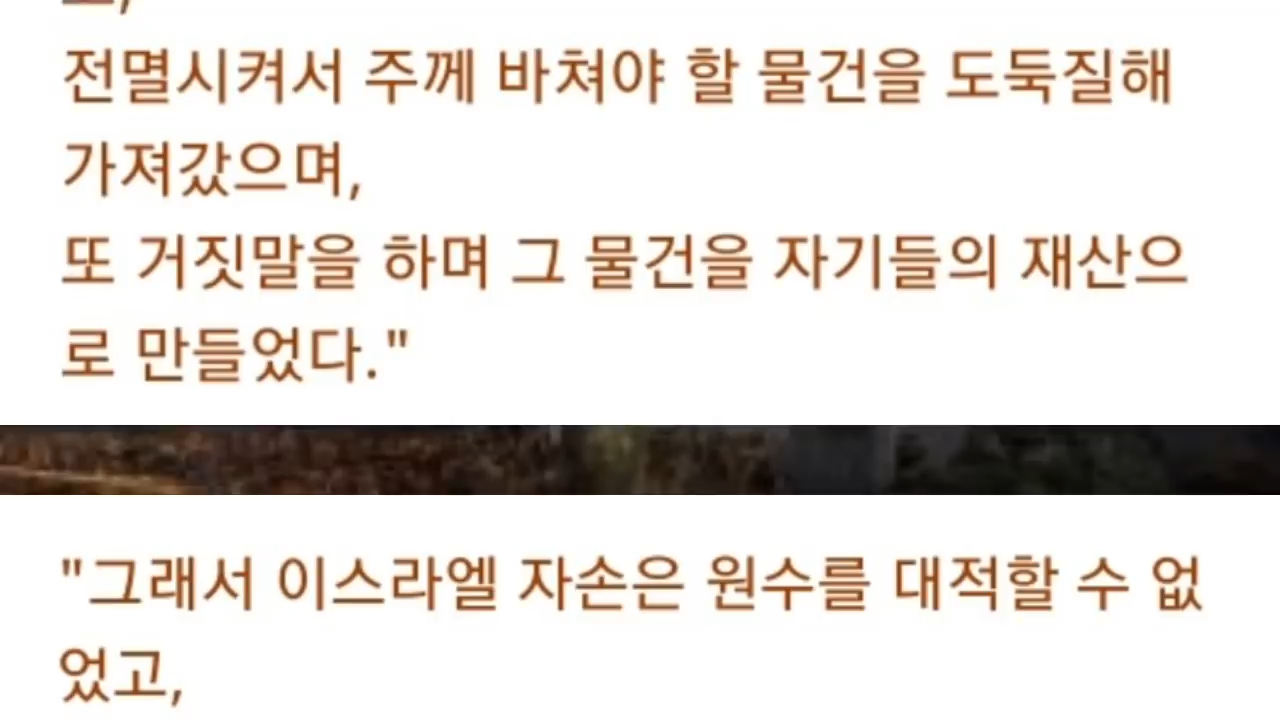 전멸시켜서 주께 바쳐야 할 물건을 도둑질해
가져갔으며,
또 거짓말을 하며 그 물건을 자기들의 재산으
로 만들었다."
"그래서 이스라엘 자손은 원수를 대적할 수 없
었고,